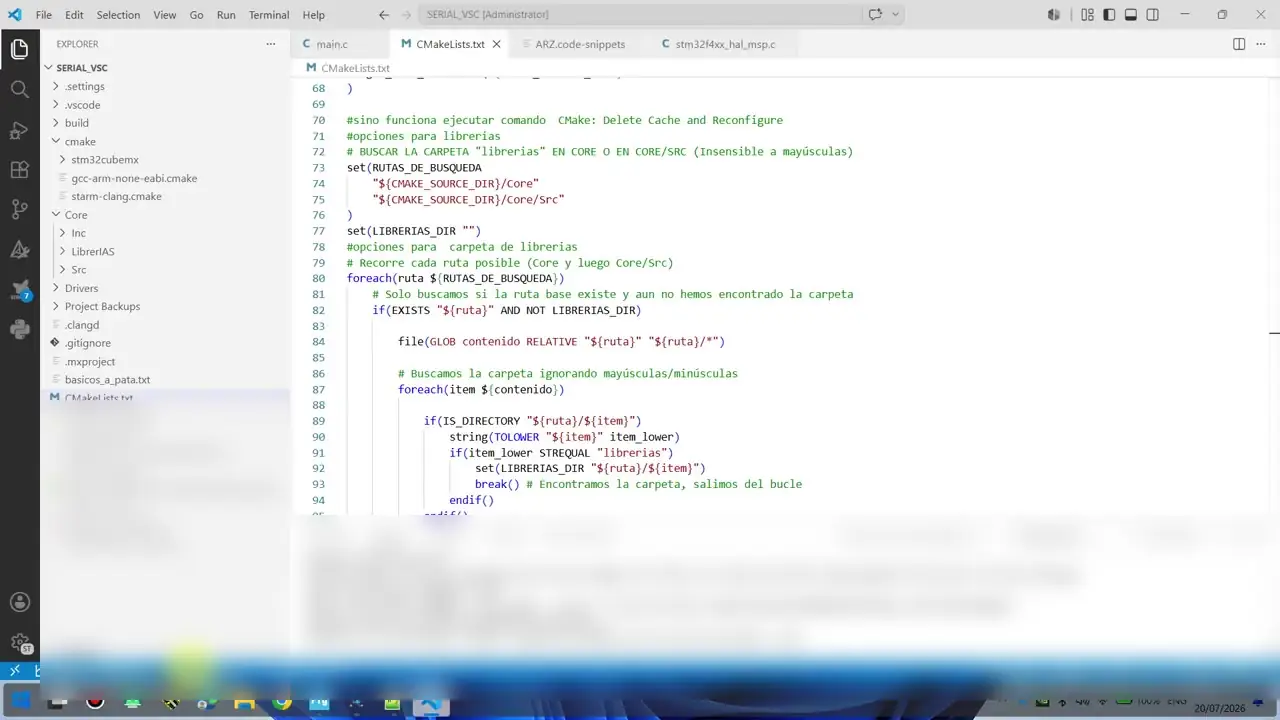 File Edit Selection View Go Run Terminal Help
SERIAL_VSC [Administrator]
EXPLORER
SERIAL_VSC
.settings
.vscode
build
cmake
stm32cubemx
gcc-arm-none-eabi.cmake
starm-clang.cmake
Core
Inc
LibrerIAS
Src
Drivers
Project Backups
.clangd
.gitignore
.mxproject
basicos_a_pata.txt
CMakeLists.txt
7
main.c
CMakeLists.txt
ARZ.code-snippets
stm32f4xx_hal_msp.c
CMakeLists.txt
68 )
69
70 #sino funciona ejecutar comando  CMake: Delete Cache and Reconfigure
71 #opciones para librerias
72 # BUSCAR LA CARPETA "librerias" EN CORE O EN CORE/SRC (Insensible a mayúsculas)
73 set(RUTAS_DE_BUSQUEDA
74     "${CMAKE_SOURCE_DIR}/Core"
75     "${CMAKE_SOURCE_DIR}/Core/Src"
76 )
77 set(LIBRERIAS_DIR "")
78 #opciones para  carpeta de librerias
79 # Recorre cada ruta posible (Core y luego Core/Src)
80 foreach(ruta ${RUTAS_DE_BUSQUEDA})
81     # Solo buscamos si la ruta base existe y aun no hemos encontrado la carpeta
82     if(EXISTS "${ruta}" AND NOT LIBRERIAS_DIR)
83
84         file(GLOB contenido RELATIVE "${ruta}" "${ruta}/*")
85
86         # Buscamos la carpeta ignorando mayúsculas/minúsculas
87         foreach(item ${contenido})
88
89             if(IS_DIRECTORY "${ruta}/${item}")
90                 string(TOLOWER "${item}" item_lower)
91                 if(item_lower STREQUAL "librerias")
92                     set(LIBRERIAS_DIR "${ruta}/${item}")
93                     break() # Encontramos la carpeta, salimos del bucle
94                 endif()
95             endif()
ST
100% ENG
20/07/2026